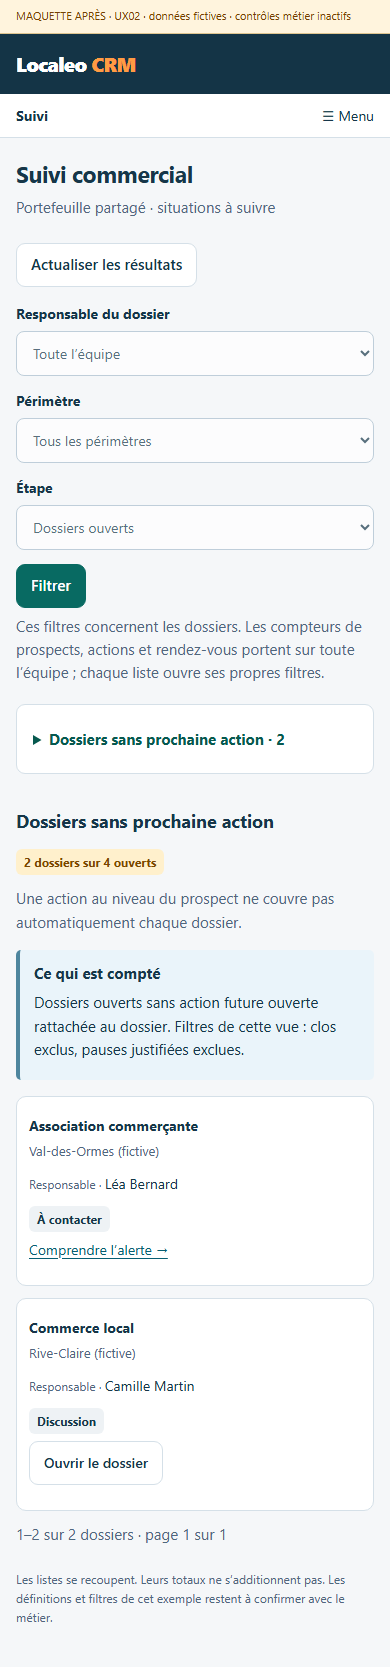 MAQUETTE APRÈS · UX02 · données fictives · contrôles métier inactifs
Localeo CRM
Suivi
☰ Menu
Suivi commercial
Portefeuille partagé · situations à suivre
Actualiser les résultats
Responsable du dossier
Toute l’équipe
Périmètre
Tous les périmètres
Étape
Dossiers ouverts
Filtrer
Ces filtres concernent les dossiers. Les compteurs de
prospects, actions et rendez-vous portent sur toute
l’équipe ; chaque liste ouvre ses propres filtres.
▶ Dossiers sans prochaine action · 2
Dossiers sans prochaine action
2 dossiers sur 4 ouverts
Une action au niveau du prospect ne couvre pas
automatiquement chaque dossier.
Ce qui est compté
Dossiers ouverts sans action future ouverte
rattachée au dossier. Filtres de cette vue : clos
exclus, pauses justifiées exclues.
Association commerçante
Val-des-Ormes (fictive)
Responsable · Léa Bernard
À contacter
Comprendre l’alerte →
Commerce local
Rive-Claire (fictive)
Responsable · Camille Martin
Discussion
Ouvrir le dossier
1–2 sur 2 dossiers · page 1 sur 1
Les listes se recoupent. Leurs totaux ne s’additionnent pas. Les
définitions et filtres de cet exemple restent à confirmer avec le
métier.